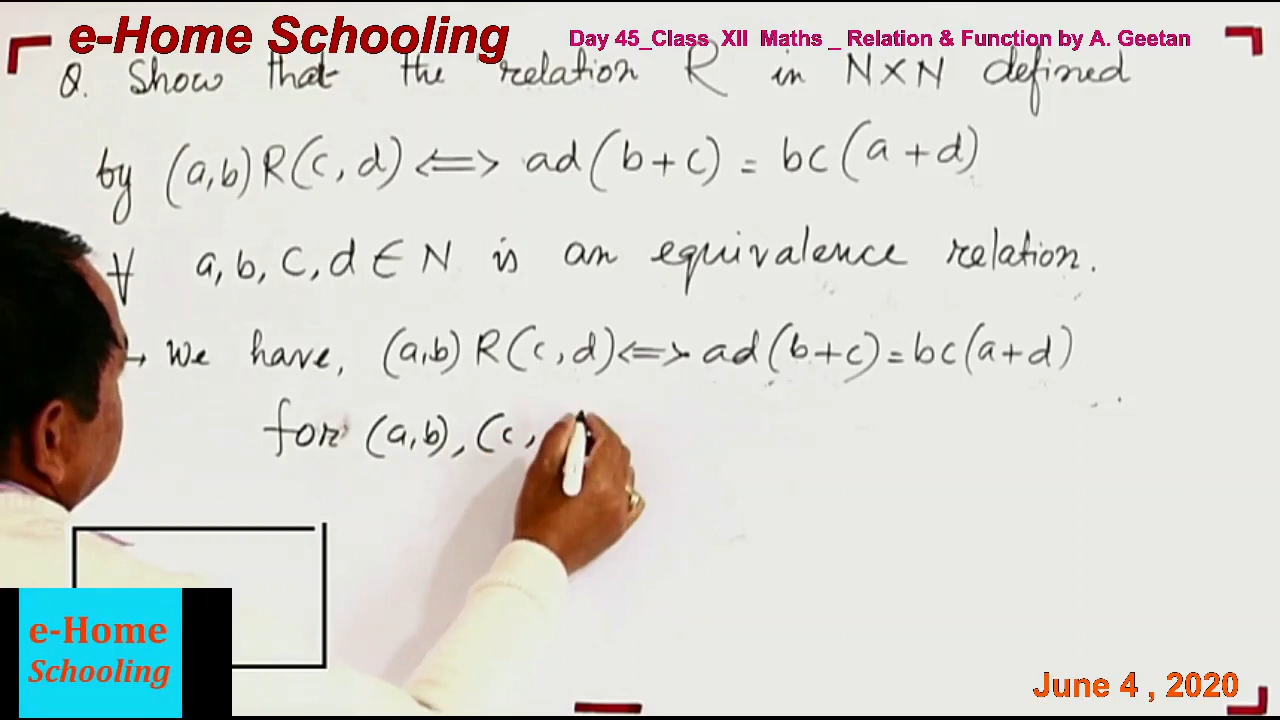 e-Home Schooling
Day 45_Class XII Maths _ Relation & Function by A. Geetan
Q. Show that the relation R in N×N defined
by (a,b)R(c,d) ⟺ ad(b+c) = bc(a+d)
∀ a,b,c,d ∈ N is an equivalence relation.
→ We have, (a,b)R(c,d) ⟺ ad(b+c)=bc(a+d)
for (a,b), (c,
e-Home
Schooling
June 4 , 2020